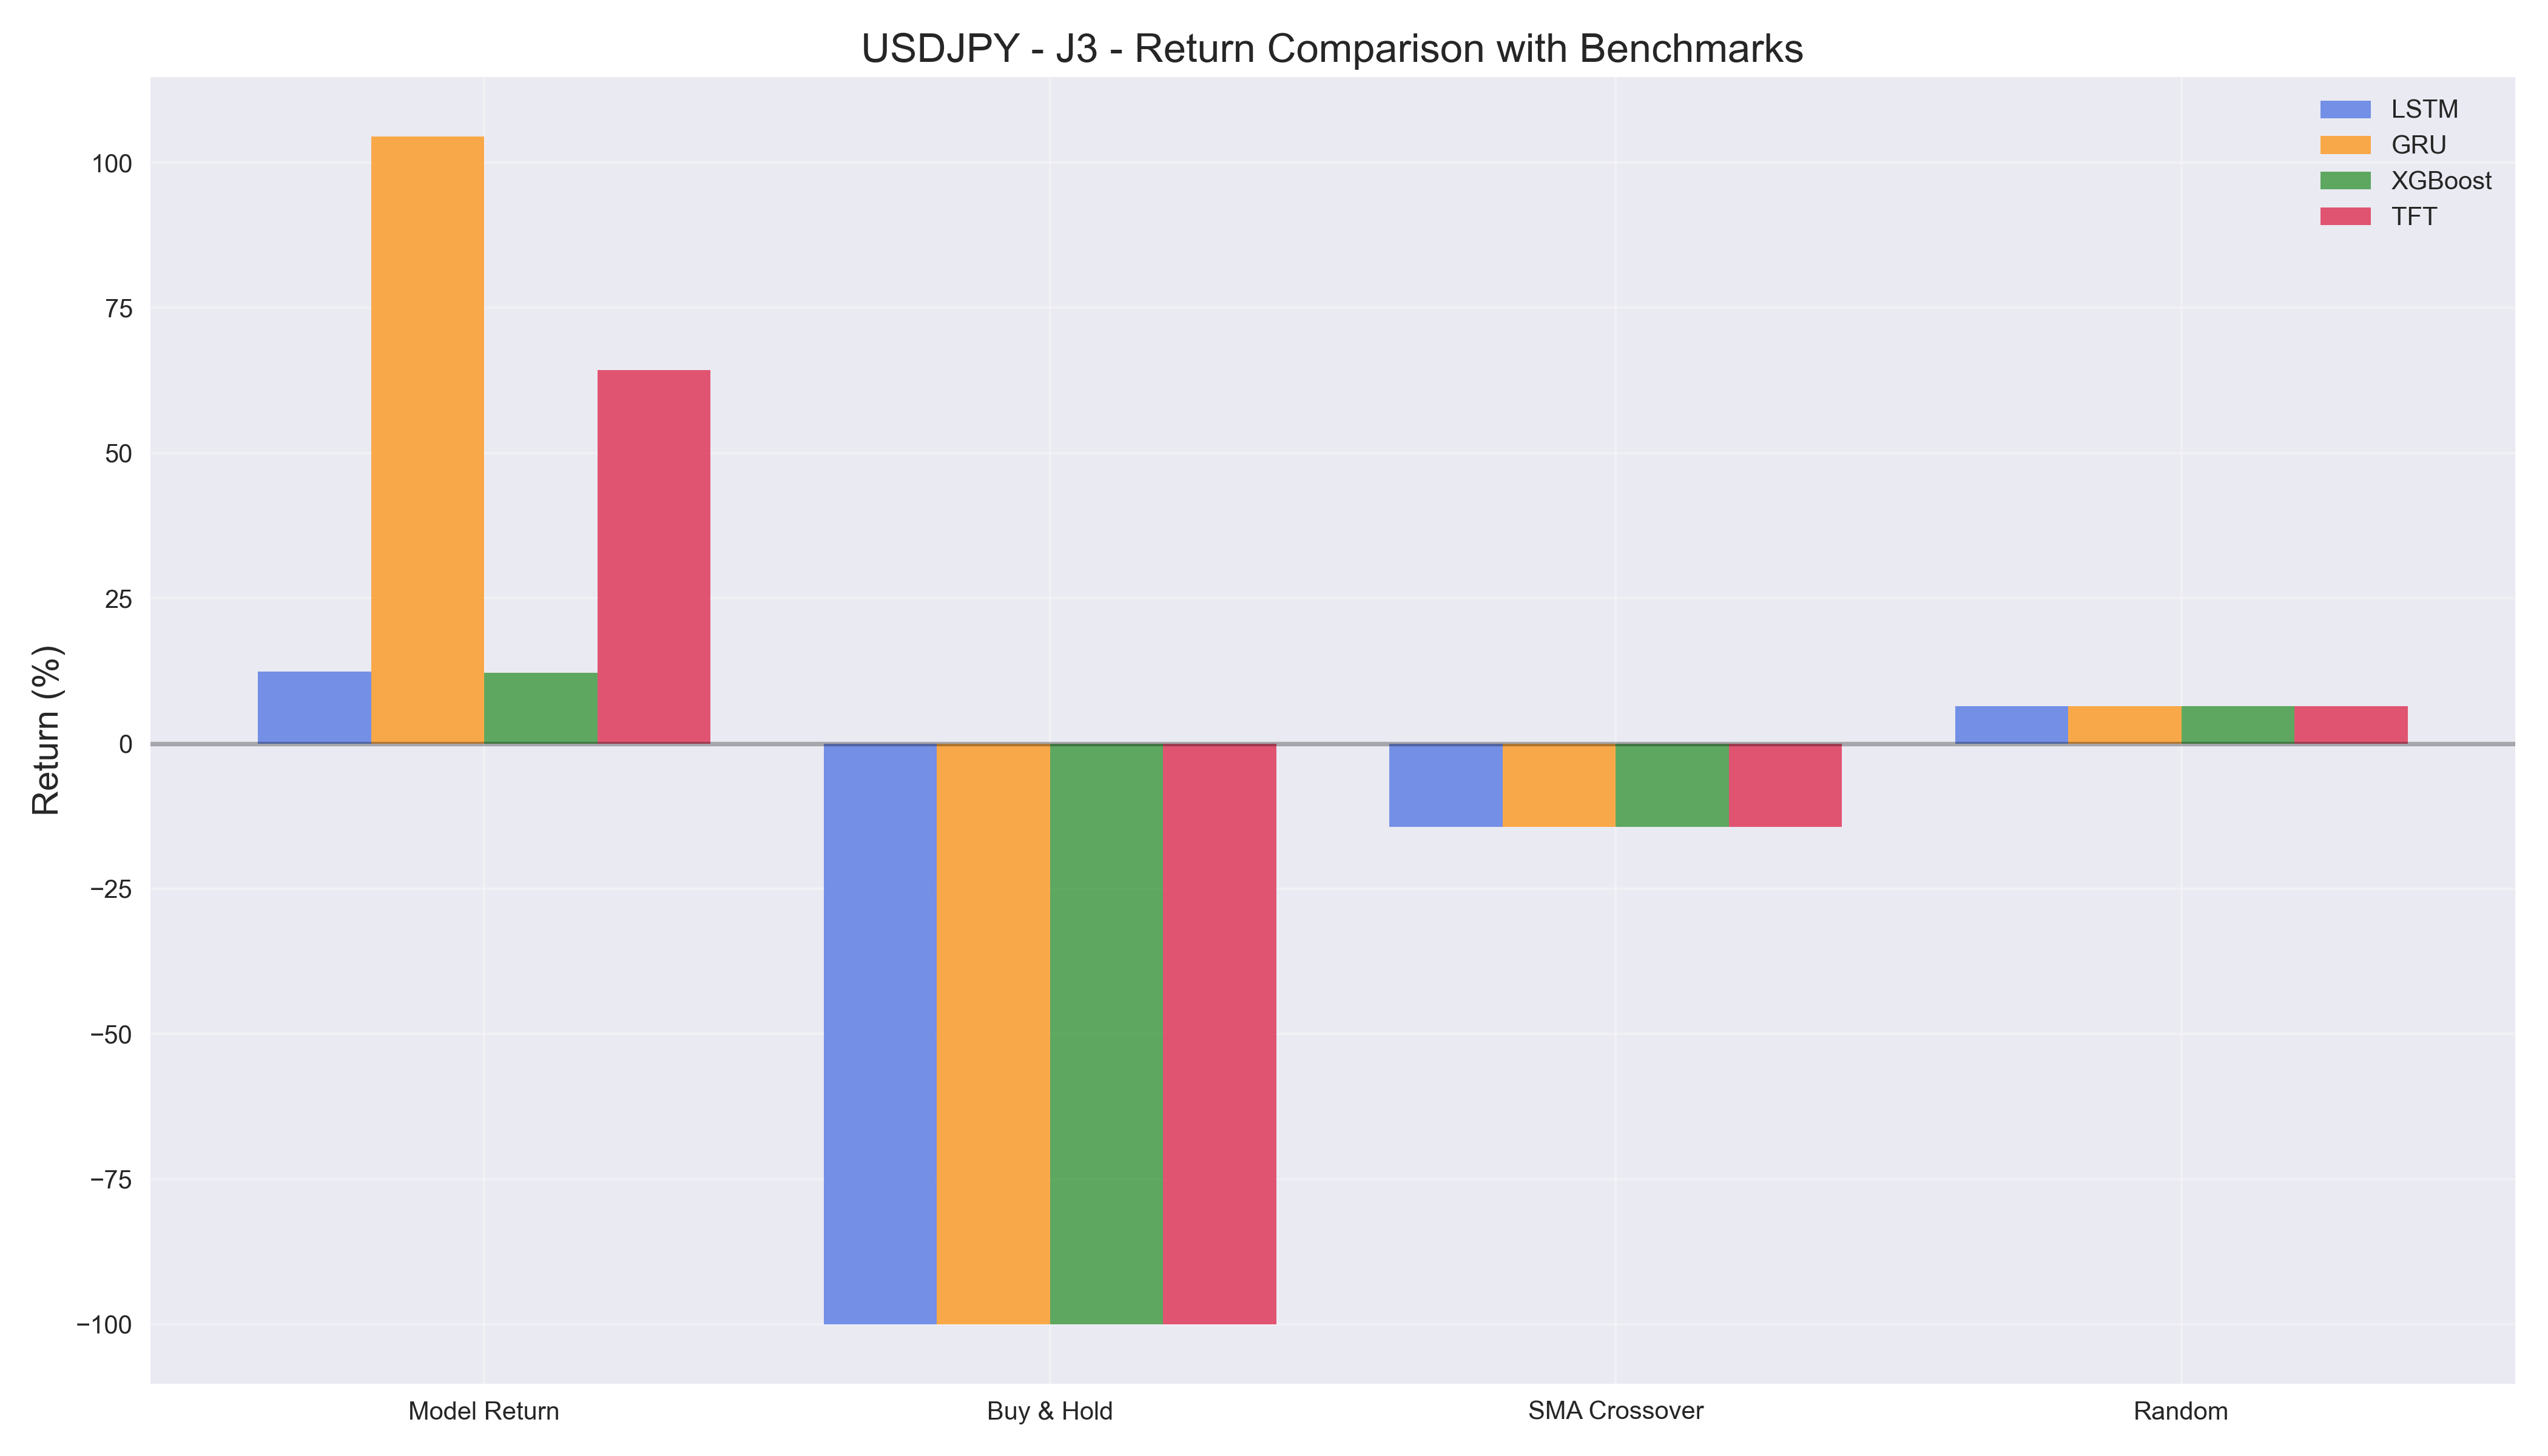 USDJPY - J3 - Return Comparison with Benchmarks
LSTM
GRU
XGBoost
TFT
Return (%)
100
75
50
25
0
−25
−50
−75
−100
Model Return
Buy & Hold
SMA Crossover
Random